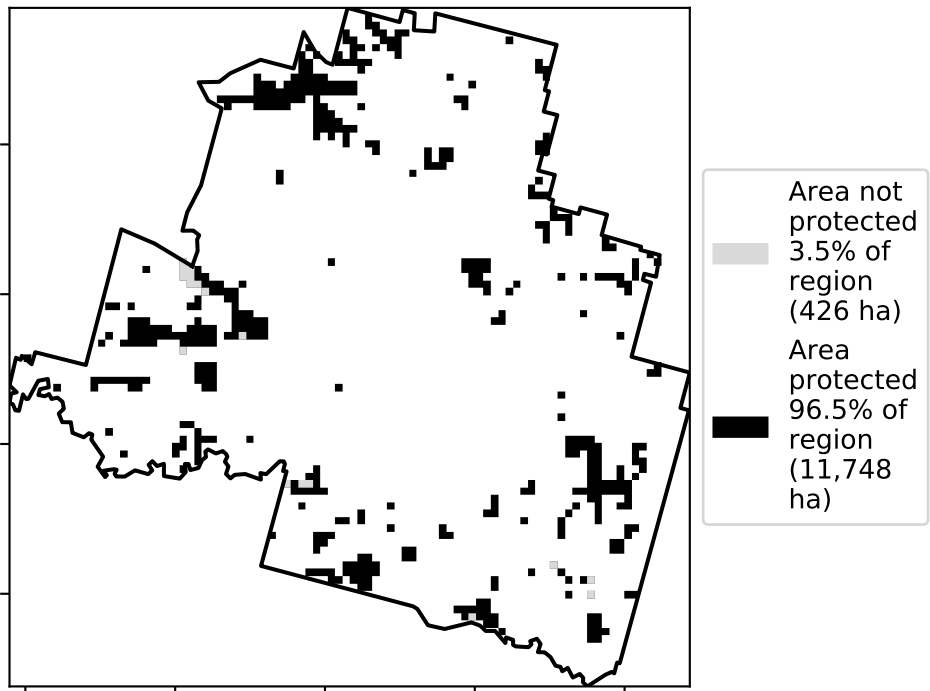 Area not
protected
3.5% of
region
(426 ha)
Area
protected
96.5% of
region
(11,748
ha)